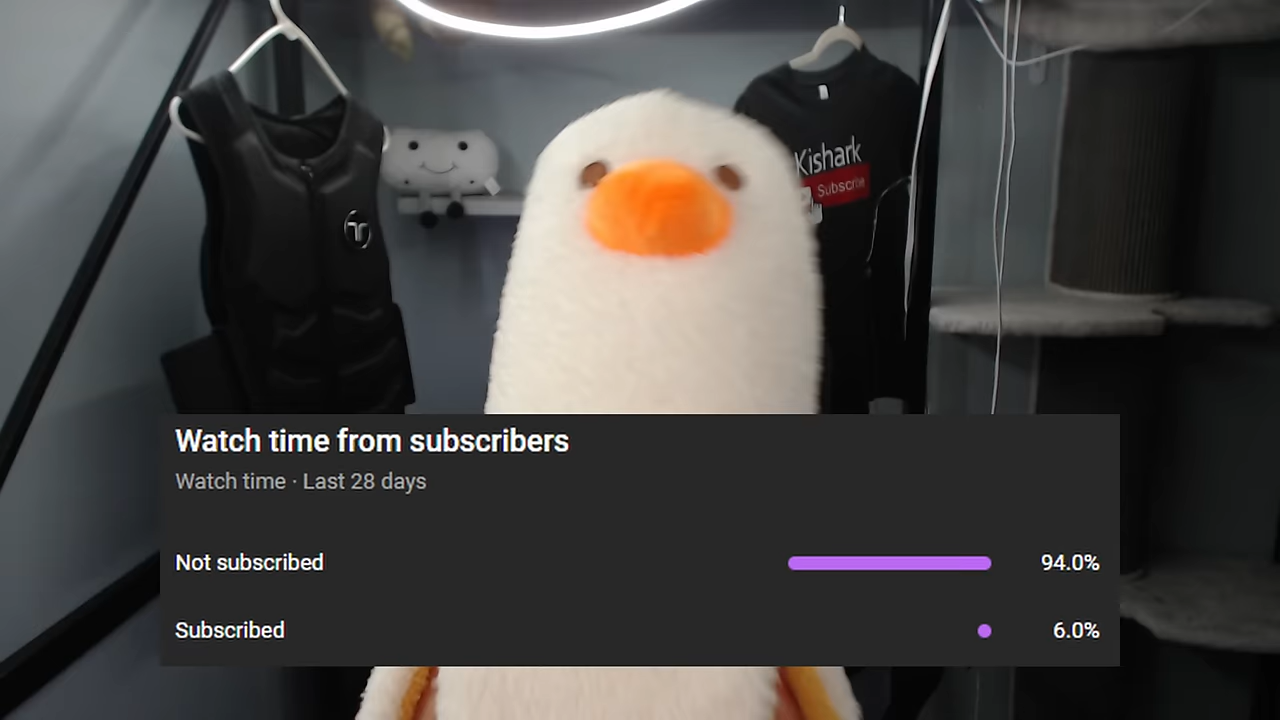 Kishark
Subscribe
Watch time from subscribers
Watch time · Last 28 days
Not subscribed
94.0%
Subscribed
6.0%